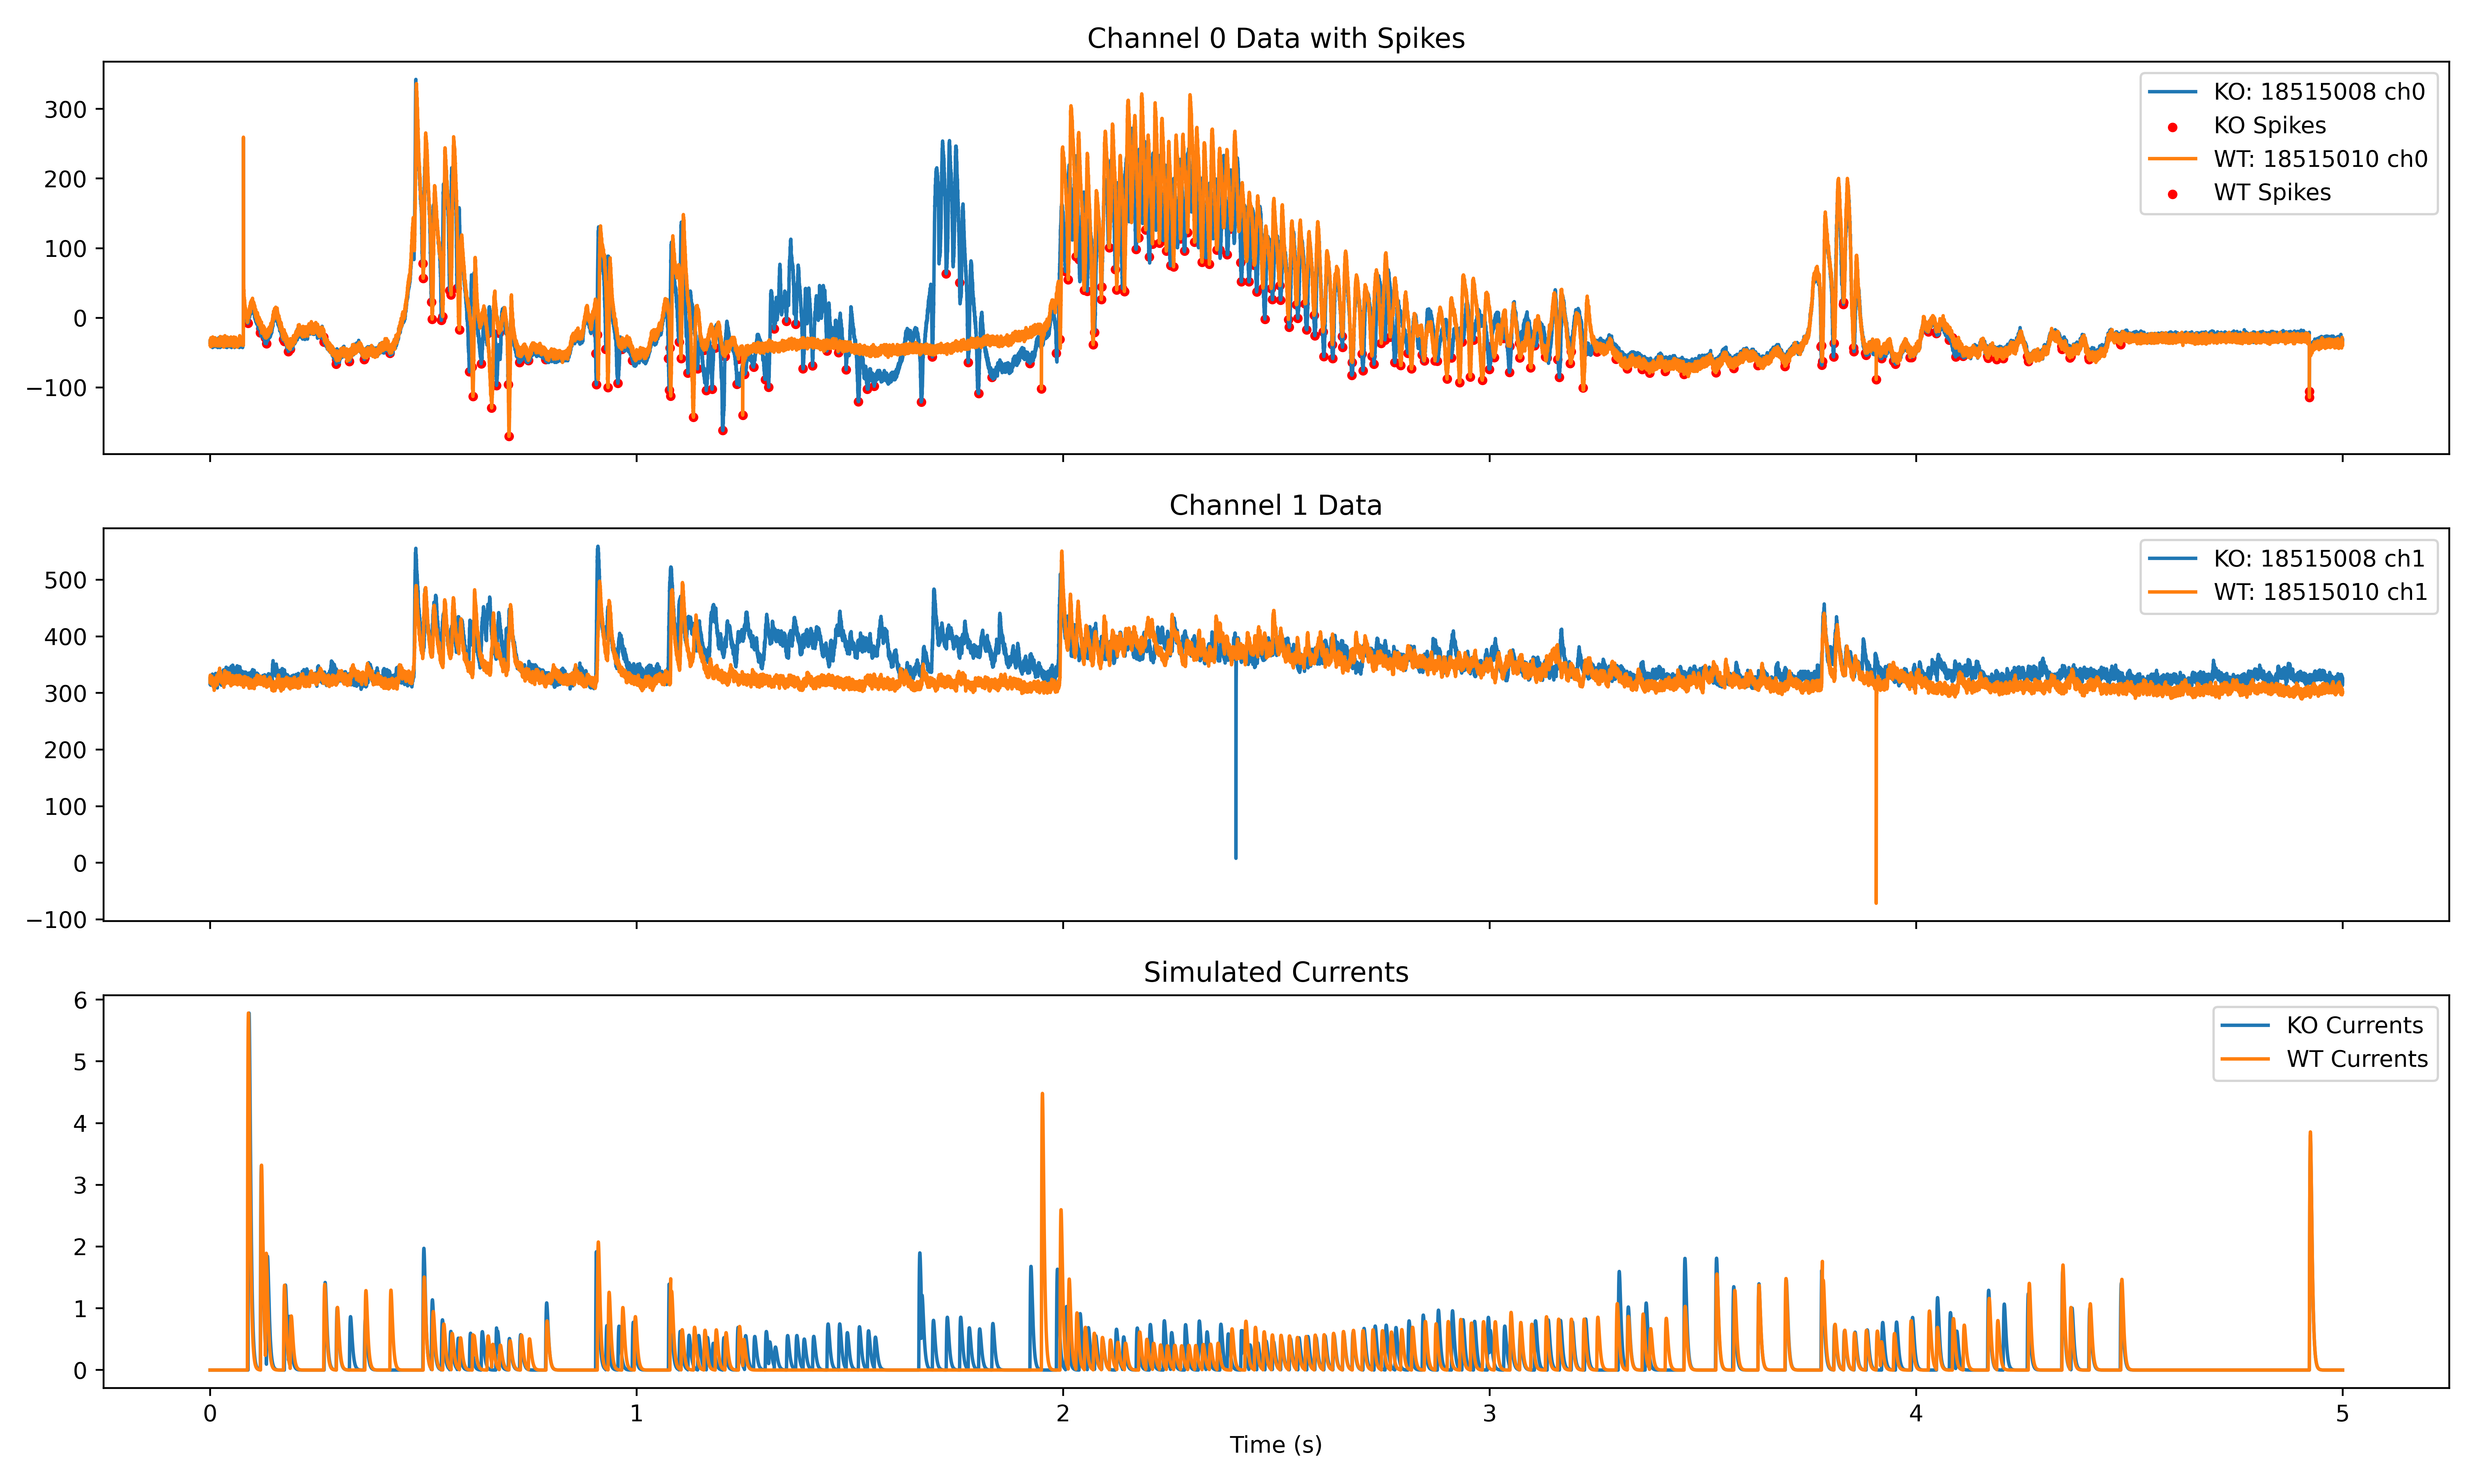 Channel 0 Data with Spikes
300
200
100
0
−100
KO: 18515008 ch0
KO Spikes
WT: 18515010 ch0
WT Spikes
Channel 1 Data
500
400
300
200
100
0
−100
KO: 18515008 ch1
WT: 18515010 ch1
Simulated Currents
6
5
4
3
2
1
0
KO Currents
WT Currents
0 1 2 3 4 5
Time (s)